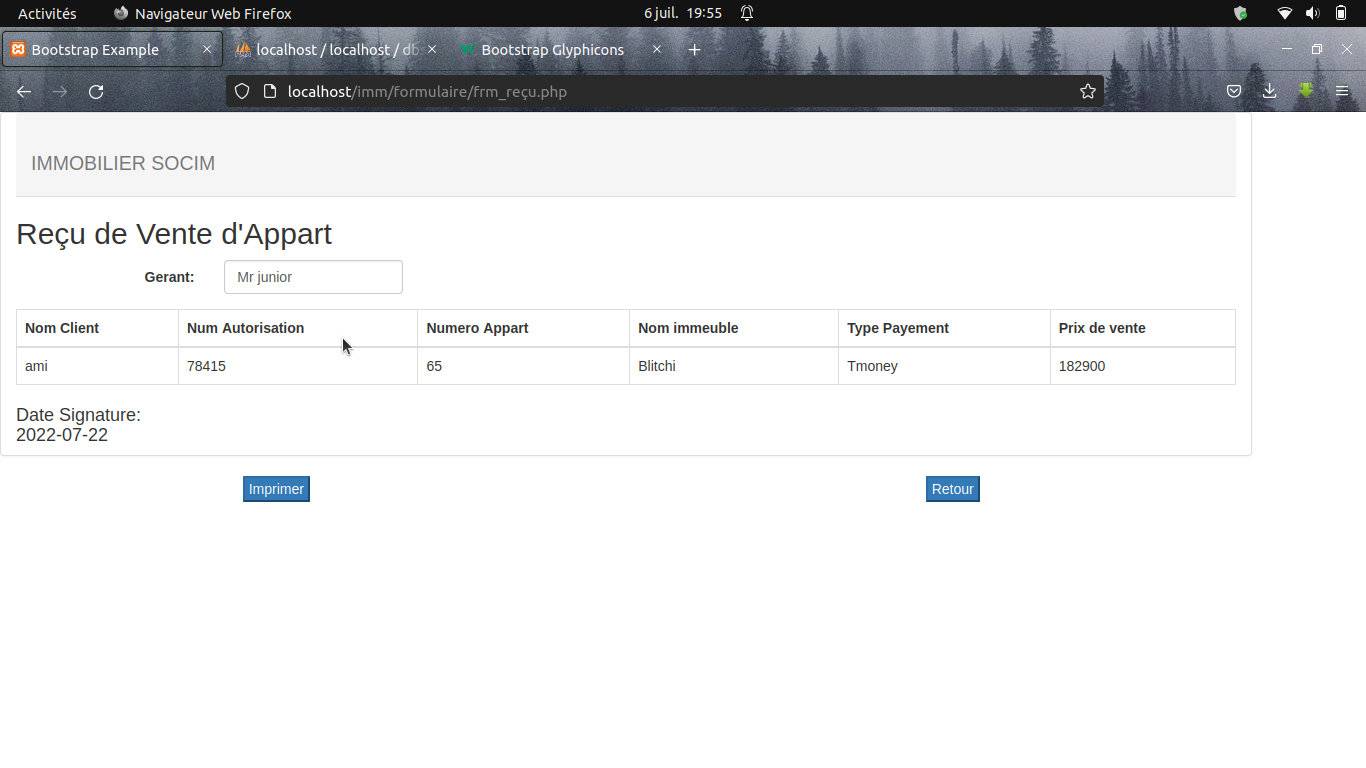 Activités Navigateur Web Firefox 6 juil. 19:55
Bootstrap Example localhost / localhost / db Bootstrap Glyphicons
localhost/imm/formulaire/frm_reçu.php
IMMOBILIER SOCIM
Reçu de Vente d'Appart
Gerant: Mr junior
Nom Client Num Autorisation Numero Appart Nom immeuble Type Payement Prix de vente
ami 78415 65 Blitchi Tmoney 182900
Date Signature:
2022-07-22
Imprimer Retour